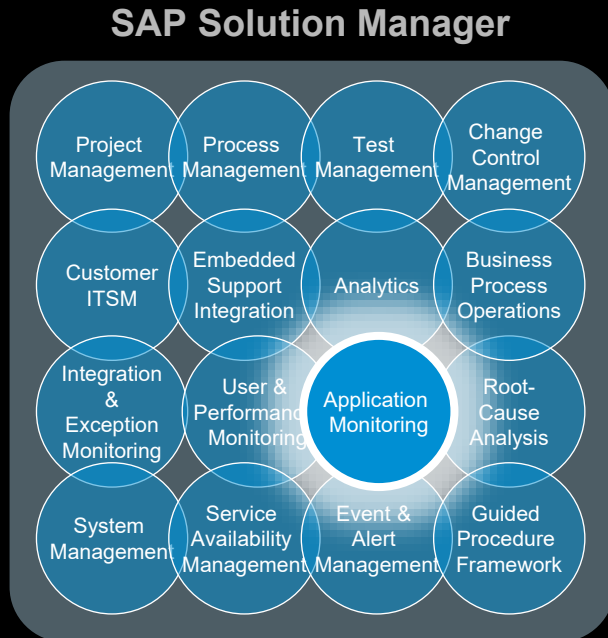 SAP Solution Manager
Project
Management
Process
Management
Test
Management
Change
Control
Management
Customer
ITSM
Embedded
Support
Integration
Analytics
Business
Process
Operations
Integration
&
Exception
Monitoring
User &
Performanc
Monitoring
Application
Monitoring
Root-
Cause
Analysis
System
Management
Service
Availability
Management
Event &
Alert
Management
Guided
Procedure
Framework